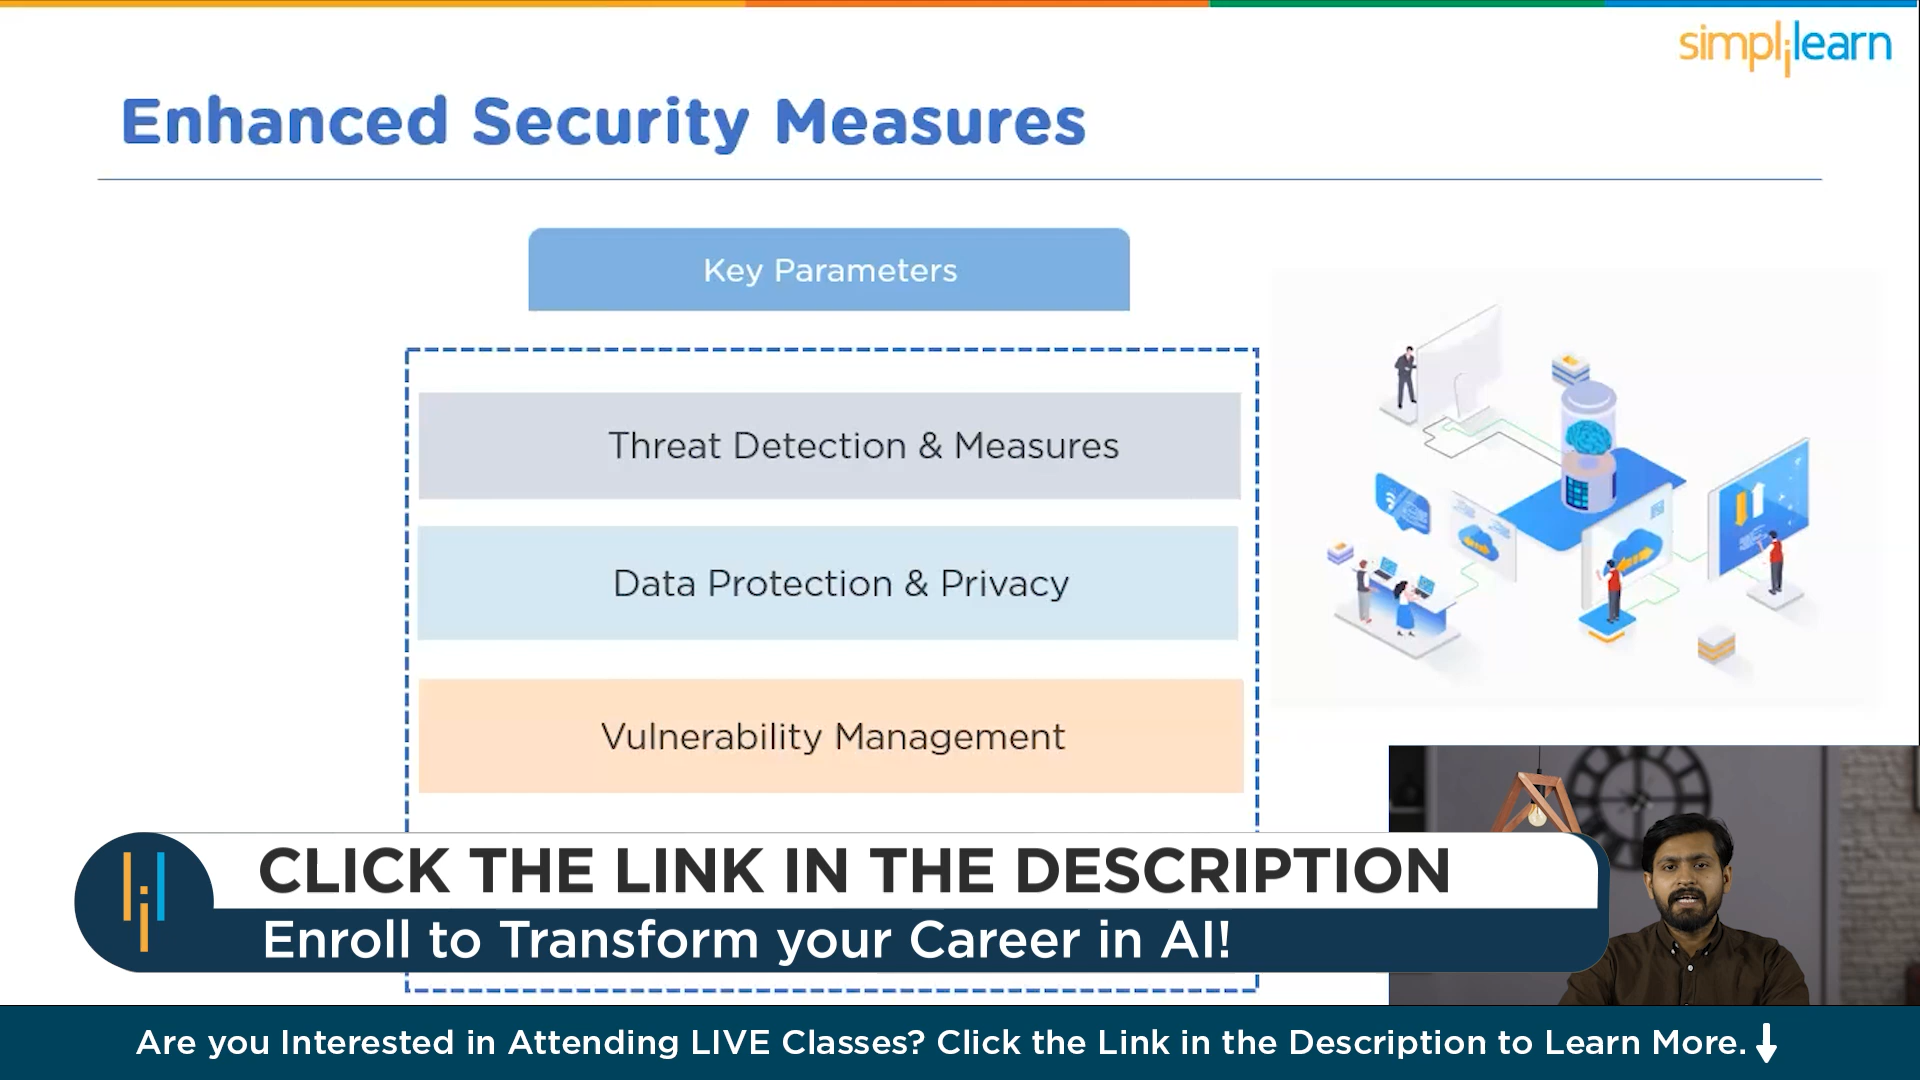 simplilearn
Enhanced Security Measures
Key Parameters
Threat Detection & Measures
Data Protection & Privacy
Vulnerability Management
CLICK THE LINK IN THE DESCRIPTION
Enroll to Transform your Career in AI!
Are you Interested in Attending LIVE Classes? Click the Link in the Description to Learn More.